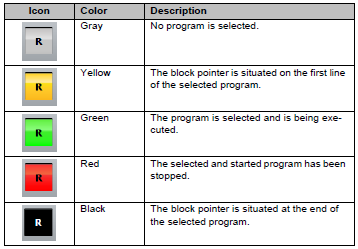 Icon Color Description
R Gray No program is selected.
R Yellow The block pointer is situated on the first line
of the selected program.
R Green The program is selected and is being exe-
cuted.
R Red The selected and started program has been
stopped.
R Black The block pointer is situated at the end of
the selected program.